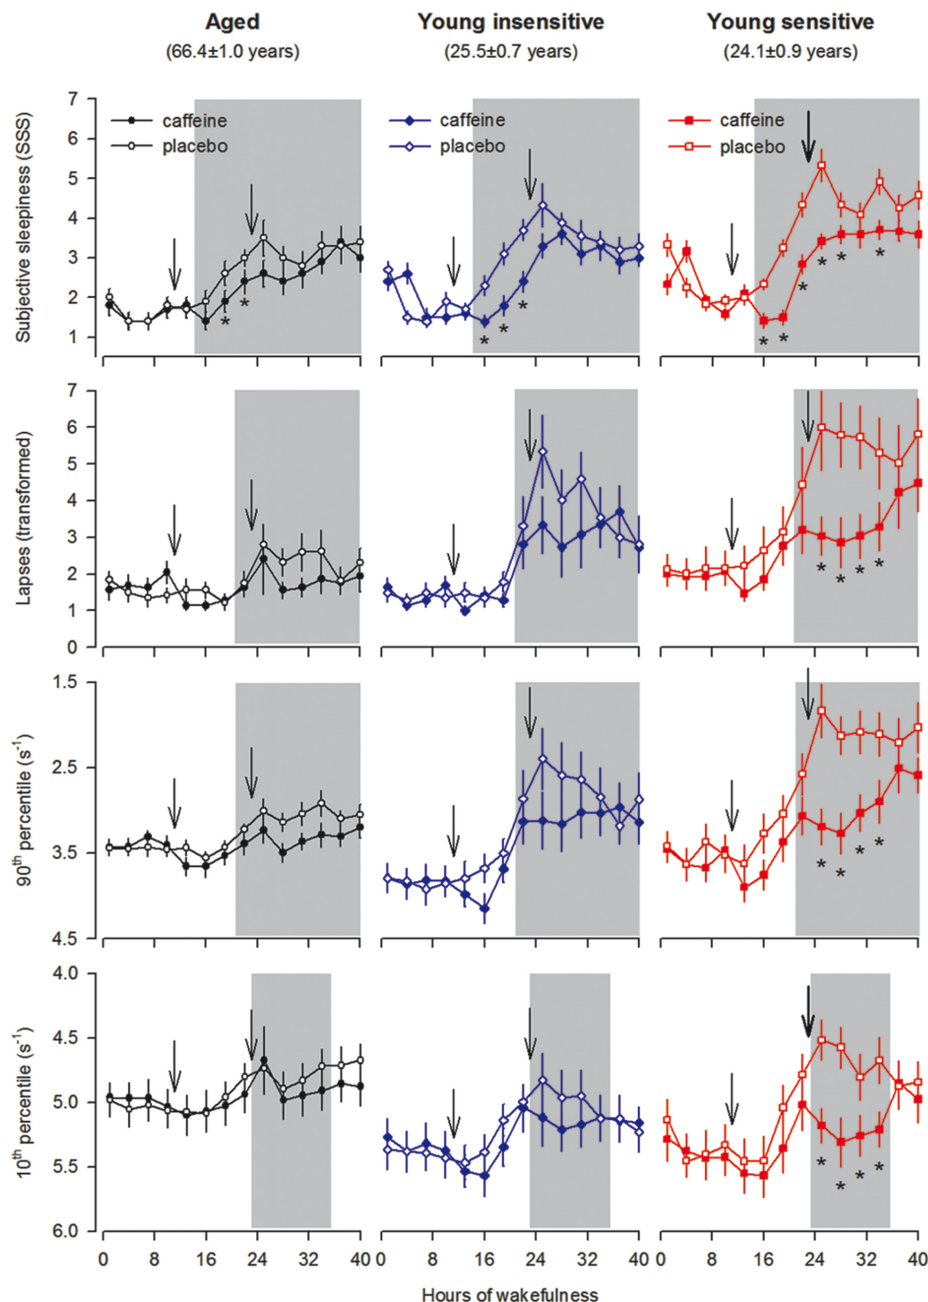 Aged Young insensitive Young sensitive
(66.4±1.0 years) (25.5±0.7 years) (24.1±0.9 years)
Subjective sleepiness (SSS)
7
6
5
4
3
2
1
caffeine
placebo
* *
caffeine
placebo
* * *
caffeine
placebo
* * * * * *
Lapses (transformed)
7
6
5
4
3
2
1
0
* * * *
90th percentile (s-1)
1.5
2.5
3.5
4.5
* * * *
10th percentile (s-1)
4.0
4.5
5.0
5.5
6.0
* * * *
0 8 16 24 32 40 0 8 16 24 32 40 0 8 16 24 32 40
Hours of wakefulness